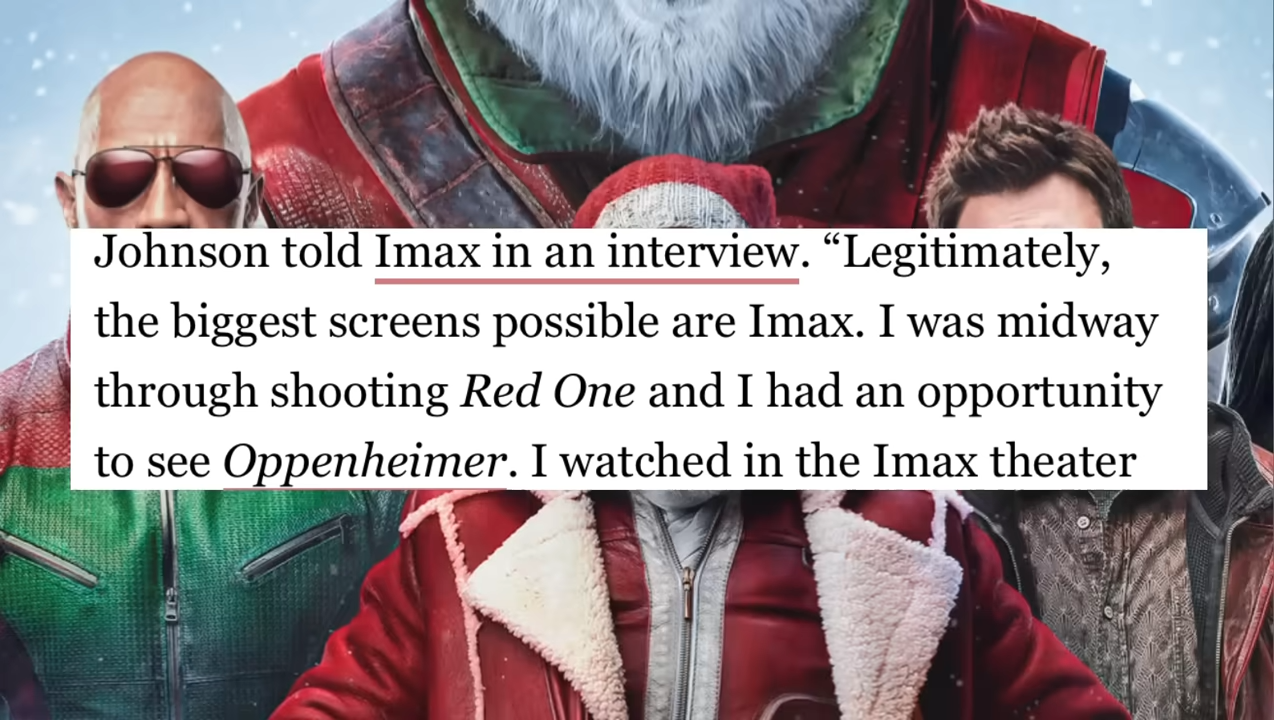 Johnson told Imax in an interview. “Legitimately,
the biggest screens possible are Imax. I was midway
through shooting Red One and I had an opportunity
to see Oppenheimer. I watched in the Imax theater